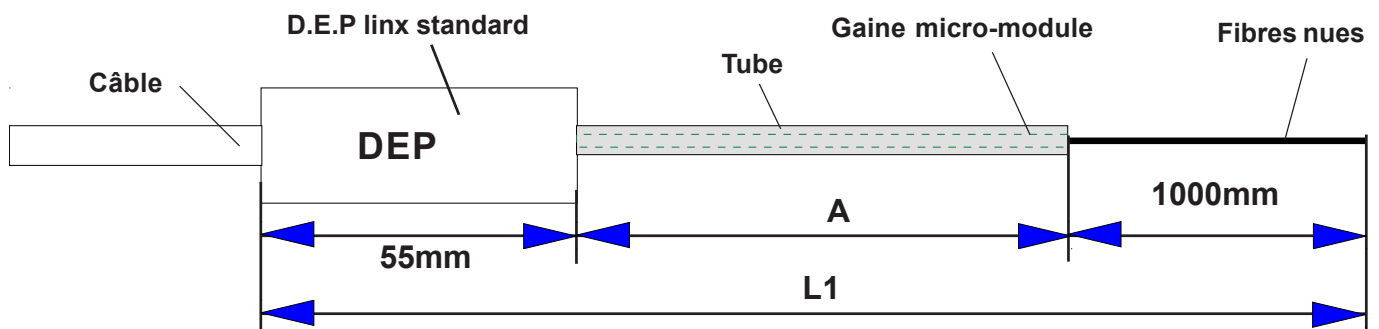 D.E.P linx standard
Gaine micro-module
Fibres nues
Tube
Câble
DEP
1000mm
A
55mm
L1